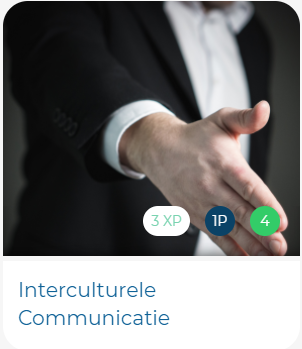 3 XP 1P 4
Interculturele
Communicatie